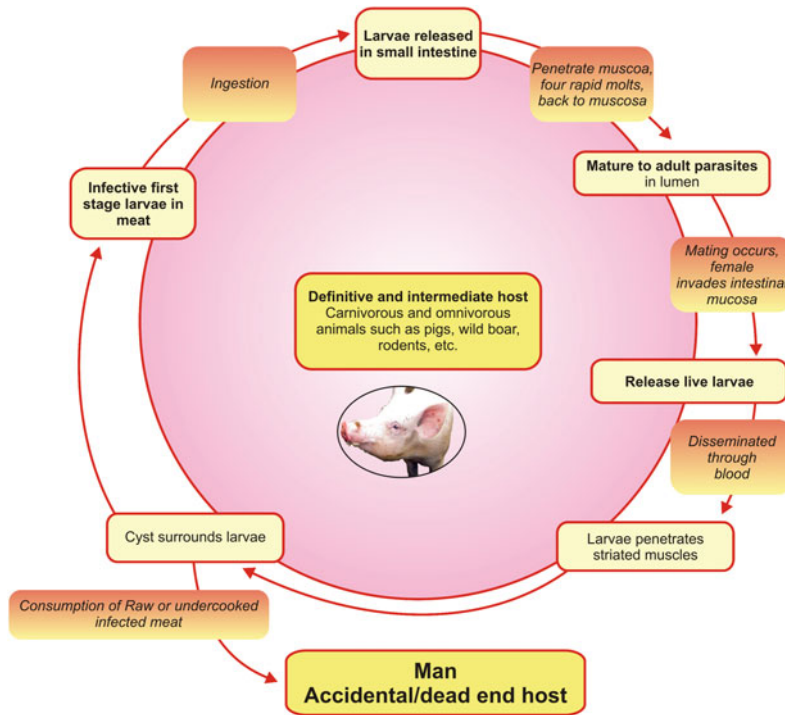 Larvae released
in small intestine
Penetrate muscoa,
four rapid molts,
back to muscosa
Mature to adult parasites
in lumen
Mating occurs,
female
invades intestinal
mucosa
Release live larvae
Disseminated
through
blood
Larvae penetrates
striated muscles
Cyst surrounds larvae
Consumption of Raw or undercooked
infected meat
Man
Accidental/dead end host
Infective first
stage larvae in
meat
Ingestion
Definitive and intermediate host
Carnivorous and omnivorous
animals such as pigs, wild boar,
rodents, etc.